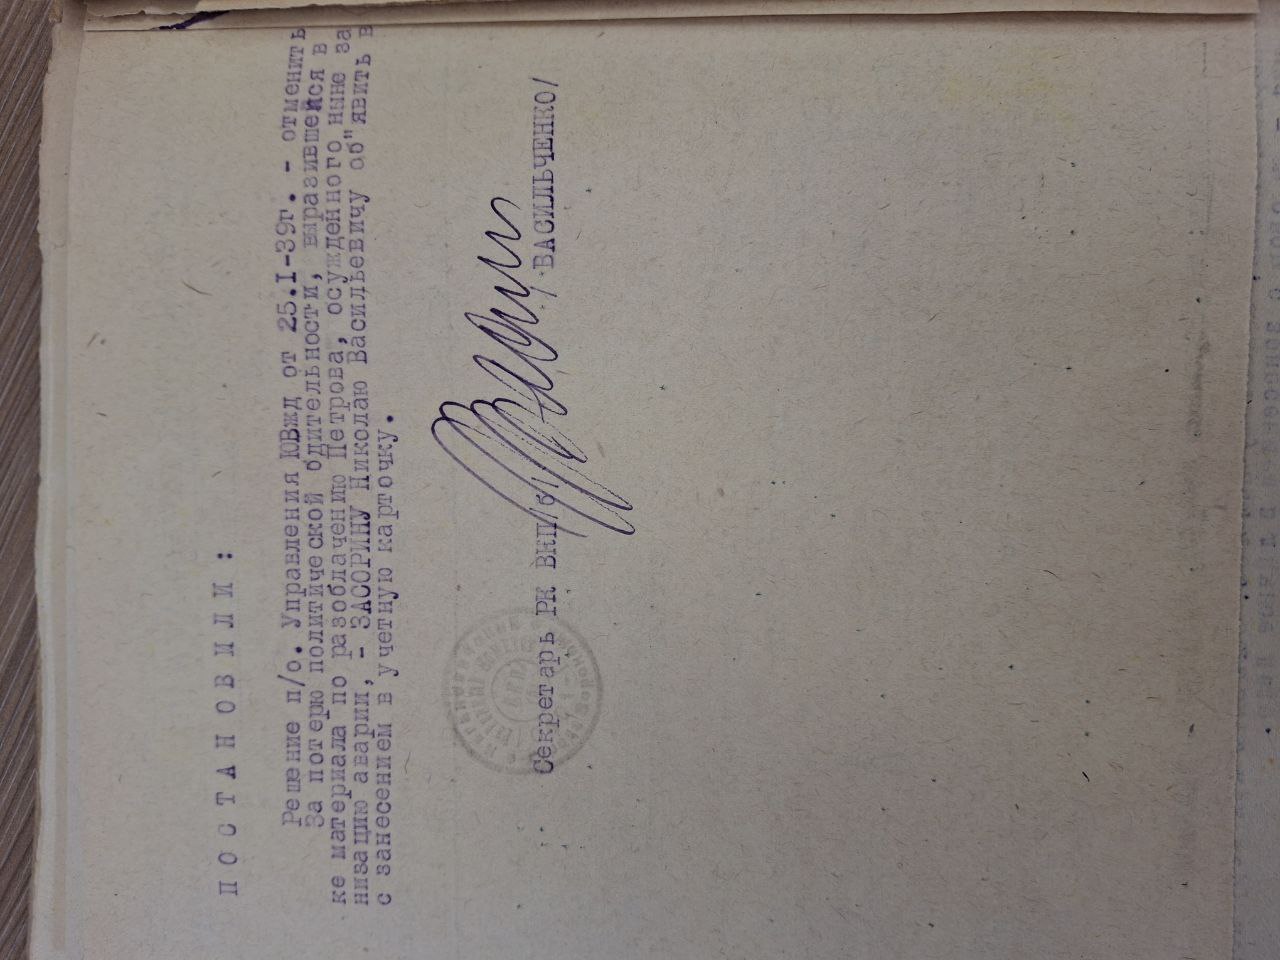 П О С Т А Н О В И Л И :
Решение п/о. Управления ЮВжд от 25.I-39г. - отменить
За потерю политической бдительности, выразившейся в
ке материала по разоблачению Петрова, осужденного ныне за
низацию аварии, - ЗАСОРИНУ Николаю Васильевичу об"явить в
с занесением в учетную карточку.
Секретарь РК ВКП/б/ /ВАСИЛЬЧЕНКО/